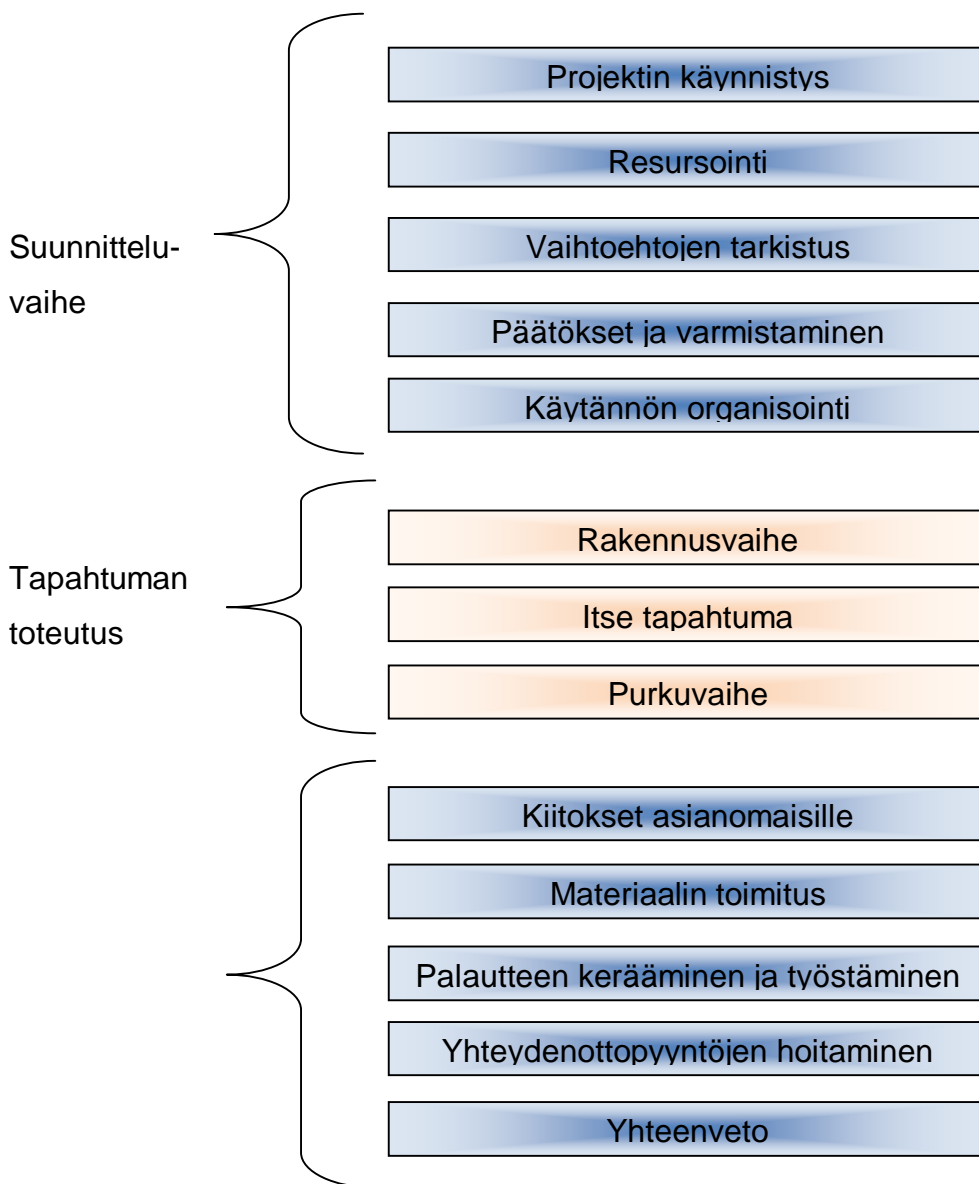 Suunnittelu-
vaihe
Projektin käynnistys
Resursointi
Vaihtoehtojen tarkistus
Päätökset ja varmistaminen
Käytännön organisointi
Tapahtuman
toteutus
Rakennusvaihe
Itse tapahtuma
Purkuvaihe
Kiitokset asianomaisille
Materiaalin toimitus
Palautteen kerääminen ja työstäminen
Yhteydenottopyyntöjen hoitaminen
Yhteenveto